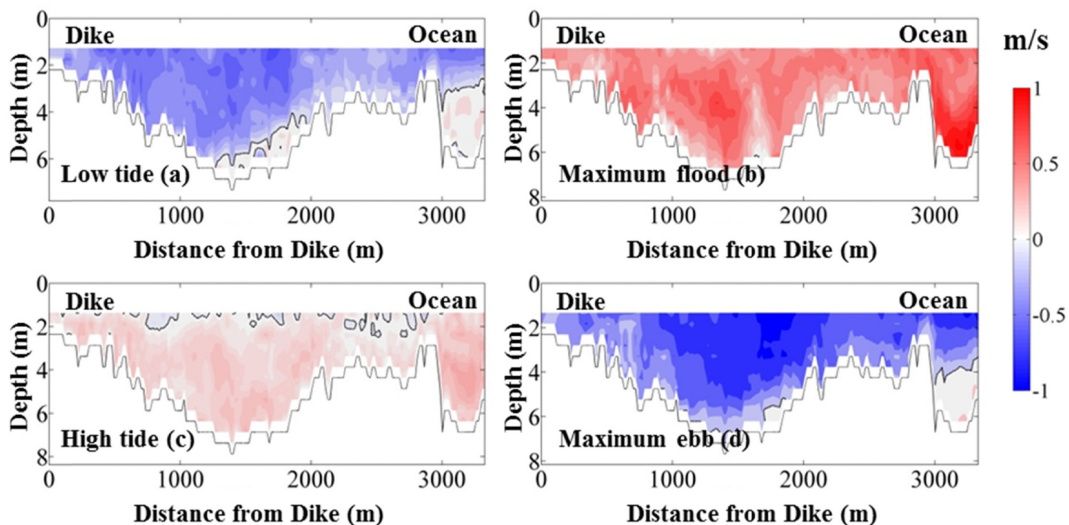 0
2
4
6
8
Depth (m)
Dike
Ocean
Low tide (a)
0
1000
2000
3000
Distance from Dike (m)
0
2
4
6
8
Depth (m)
Dike
Ocean
Maximum flood (b)
0
1000
2000
3000
Distance from Dike (m)
m/s
1
0.5
0
-0.5
-1
0
2
4
6
8
Depth (m)
Dike
Ocean
High tide (c)
0
1000
2000
3000
Distance from Dike (m)
0
2
4
6
8
Depth (m)
Dike
Ocean
Maximum ebb (d)
0
1000
2000
3000
Distance from Dike (m)